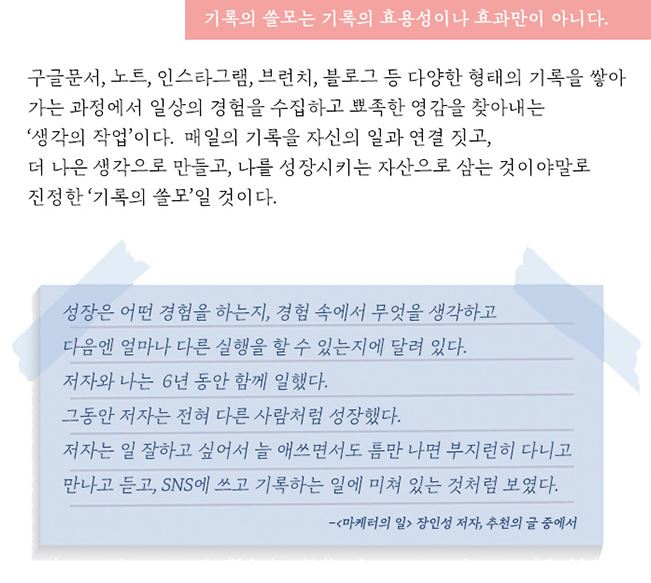 기록의 쓸모는 기록의 효용성이나 효과만이 아니다.
구글문서, 노트, 인스타그램, 브런치, 블로그 등 다양한 형태의 기록을 쌓아
가는 과정에서 일상의 경험을 수집하고 뾰족한 영감을 찾아내는
‘생각의 작업’이다. 매일의 기록을 자신의 일과 연결 짓고,
더 나은 생각으로 만들고, 나를 성장시키는 자산으로 삼는 것이야말로
진정한 ‘기록의 쓸모’일 것이다.
성장은 어떤 경험을 하는지, 경험 속에서 무엇을 생각하고
다음엔 얼마나 다른 실행을 할 수 있는지에 달려 있다.
저자와 나는 6년 동안 함께 일했다.
그동안 저자는 전혀 다른 사람처럼 성장했다.
저자는 일 잘하고 싶어서 늘 애쓰면서도 틈만 나면 부지런히 다니고
만나고 듣고, SNS에 쓰고 기록하는 일에 미쳐 있는 것처럼 보였다.
-<마케터의 일> 장인성 저자, 추천의 글 중에서